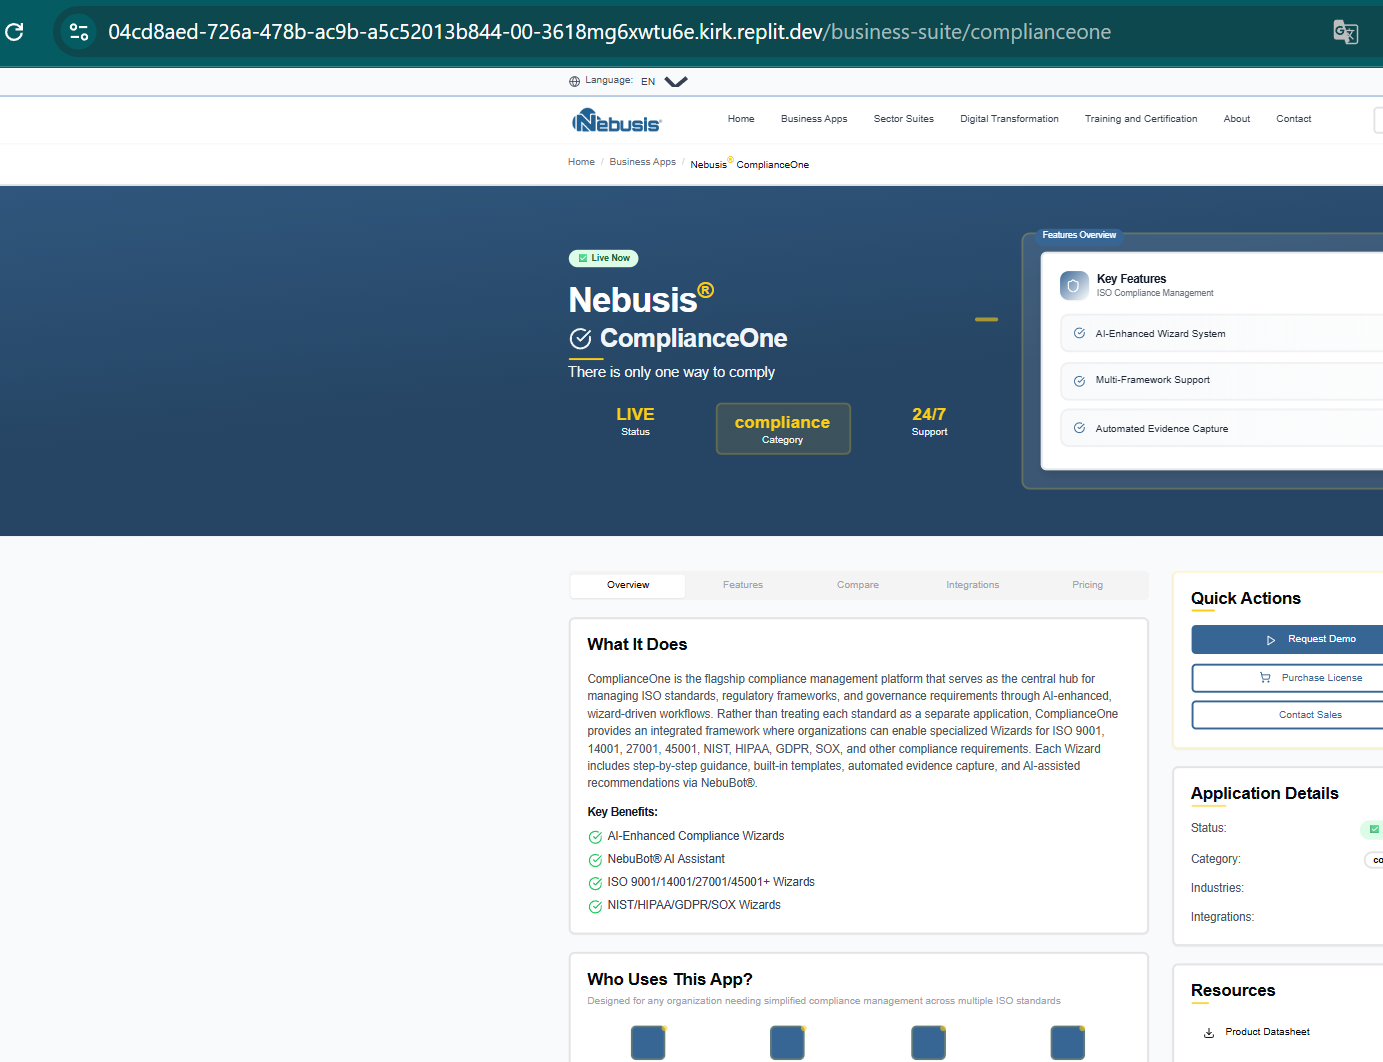 04cd8aed-726a-478b-ac9b-a5c52013b844-00-3618mg6xwtu6e.kirk.replit.dev/business-suite/complianceone
Language: EN
Nebusis®
Home Business Apps Sector Suites Digital Transformation Training and Certification About Contact
Home / Business Apps / Nebusis® ComplianceOne
Live Now
Nebusis®
ComplianceOne
There is only one way to comply
LIVE
Status
compliance
Category
24/7
Support
Features Overview
Key Features
ISO Compliance Management
AI-Enhanced Wizard System
Multi-Framework Support
Automated Evidence Capture
Overview Features Compare Integrations Pricing
What It Does
ComplianceOne is the flagship compliance management platform that serves as the central hub for
managing ISO standards, regulatory frameworks, and governance requirements through AI-enhanced,
wizard-driven workflows. Rather than treating each standard as a separate application, ComplianceOne
provides an integrated framework where organizations can enable specialized Wizards for ISO 9001,
14001, 27001, 45001, NIST, HIPAA, GDPR, SOX, and other compliance requirements. Each Wizard
includes step-by-step guidance, built-in templates, automated evidence capture, and AI-assisted
recommendations via NebuBot®.
Key Benefits:
AI-Enhanced Compliance Wizards
NebuBot® AI Assistant
ISO 9001/14001/27001/45001+ Wizards
NIST/HIPAA/GDPR/SOX Wizards
Who Uses This App?
Designed for any organization needing simplified compliance management across multiple ISO standards
Quick Actions
Request Demo
Purchase License
Contact Sales
Application Details
Status:
Category: co
Industries:
Integrations:
Resources
Product Datasheet